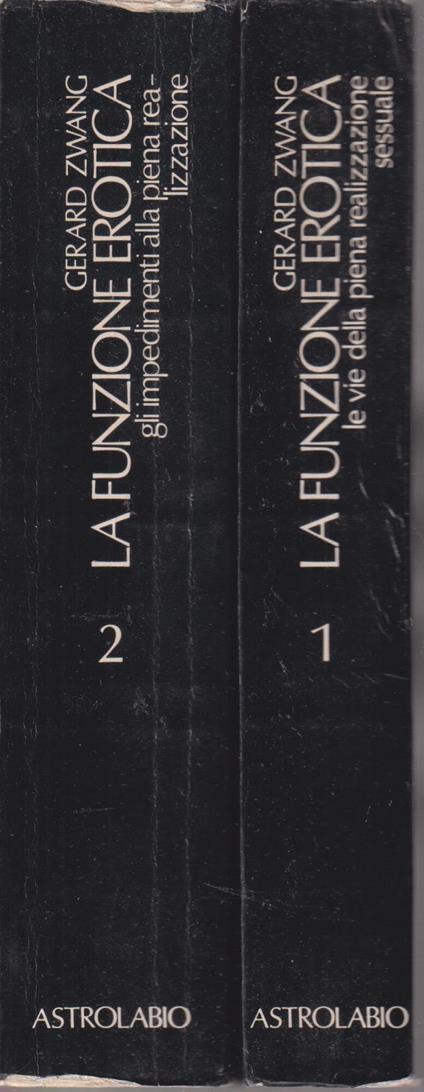 GERARD ZWANG
LA FUNZIONE EROTICA
gli impedimenti alla piena rea-
lizzazione
2
ASTROLABIO
GERARD ZWANG
LA FUNZIONE EROTICA
le vie della piena realizzazione
sessuale
1
ASTROLABIO